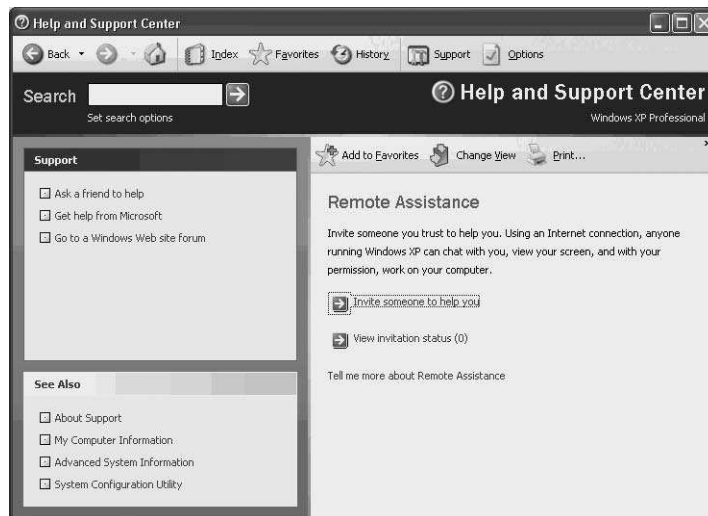 Help and Support Center
Back
Index
Favorites
History
Support
Options
Search
Set search options
Help and Support Center
Windows XP Professional
Support
Ask a friend to help
Get help from Microsoft
Go to a Windows Web site forum
See Also
About Support
My Computer Information
Advanced System Information
System Configuration Utility
Add to Favorites
Change View
Print...
Remote Assistance
Invite someone you trust to help you. Using an Internet connection, anyone
running Windows XP can chat with you, view your screen, and with your
permission, work on your computer.
Invite someone to help you
View invitation status (0)
Tell me more about Remote Assistance